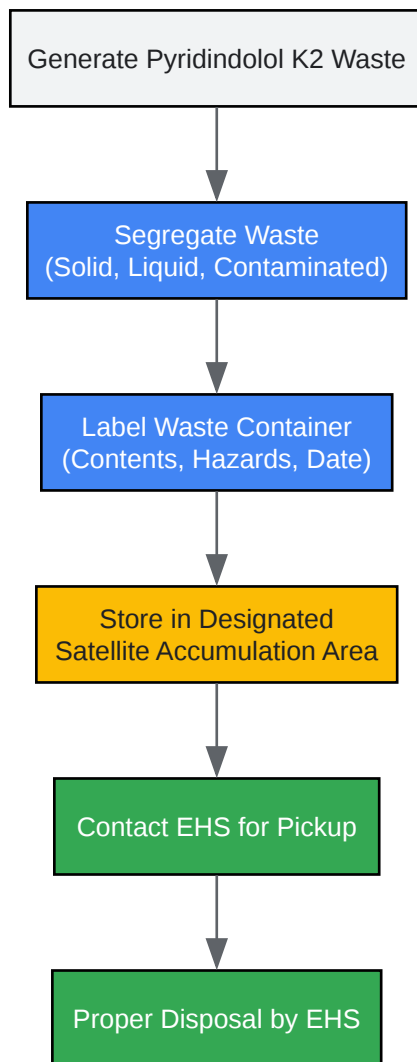 Generate Pyridindolol K2 Waste
Segregate Waste
(Solid, Liquid, Contaminated)
Label Waste Container
(Contents, Hazards, Date)
Store in Designated
Satellite Accumulation Area
Contact EHS for Pickup
Proper Disposal by EHS